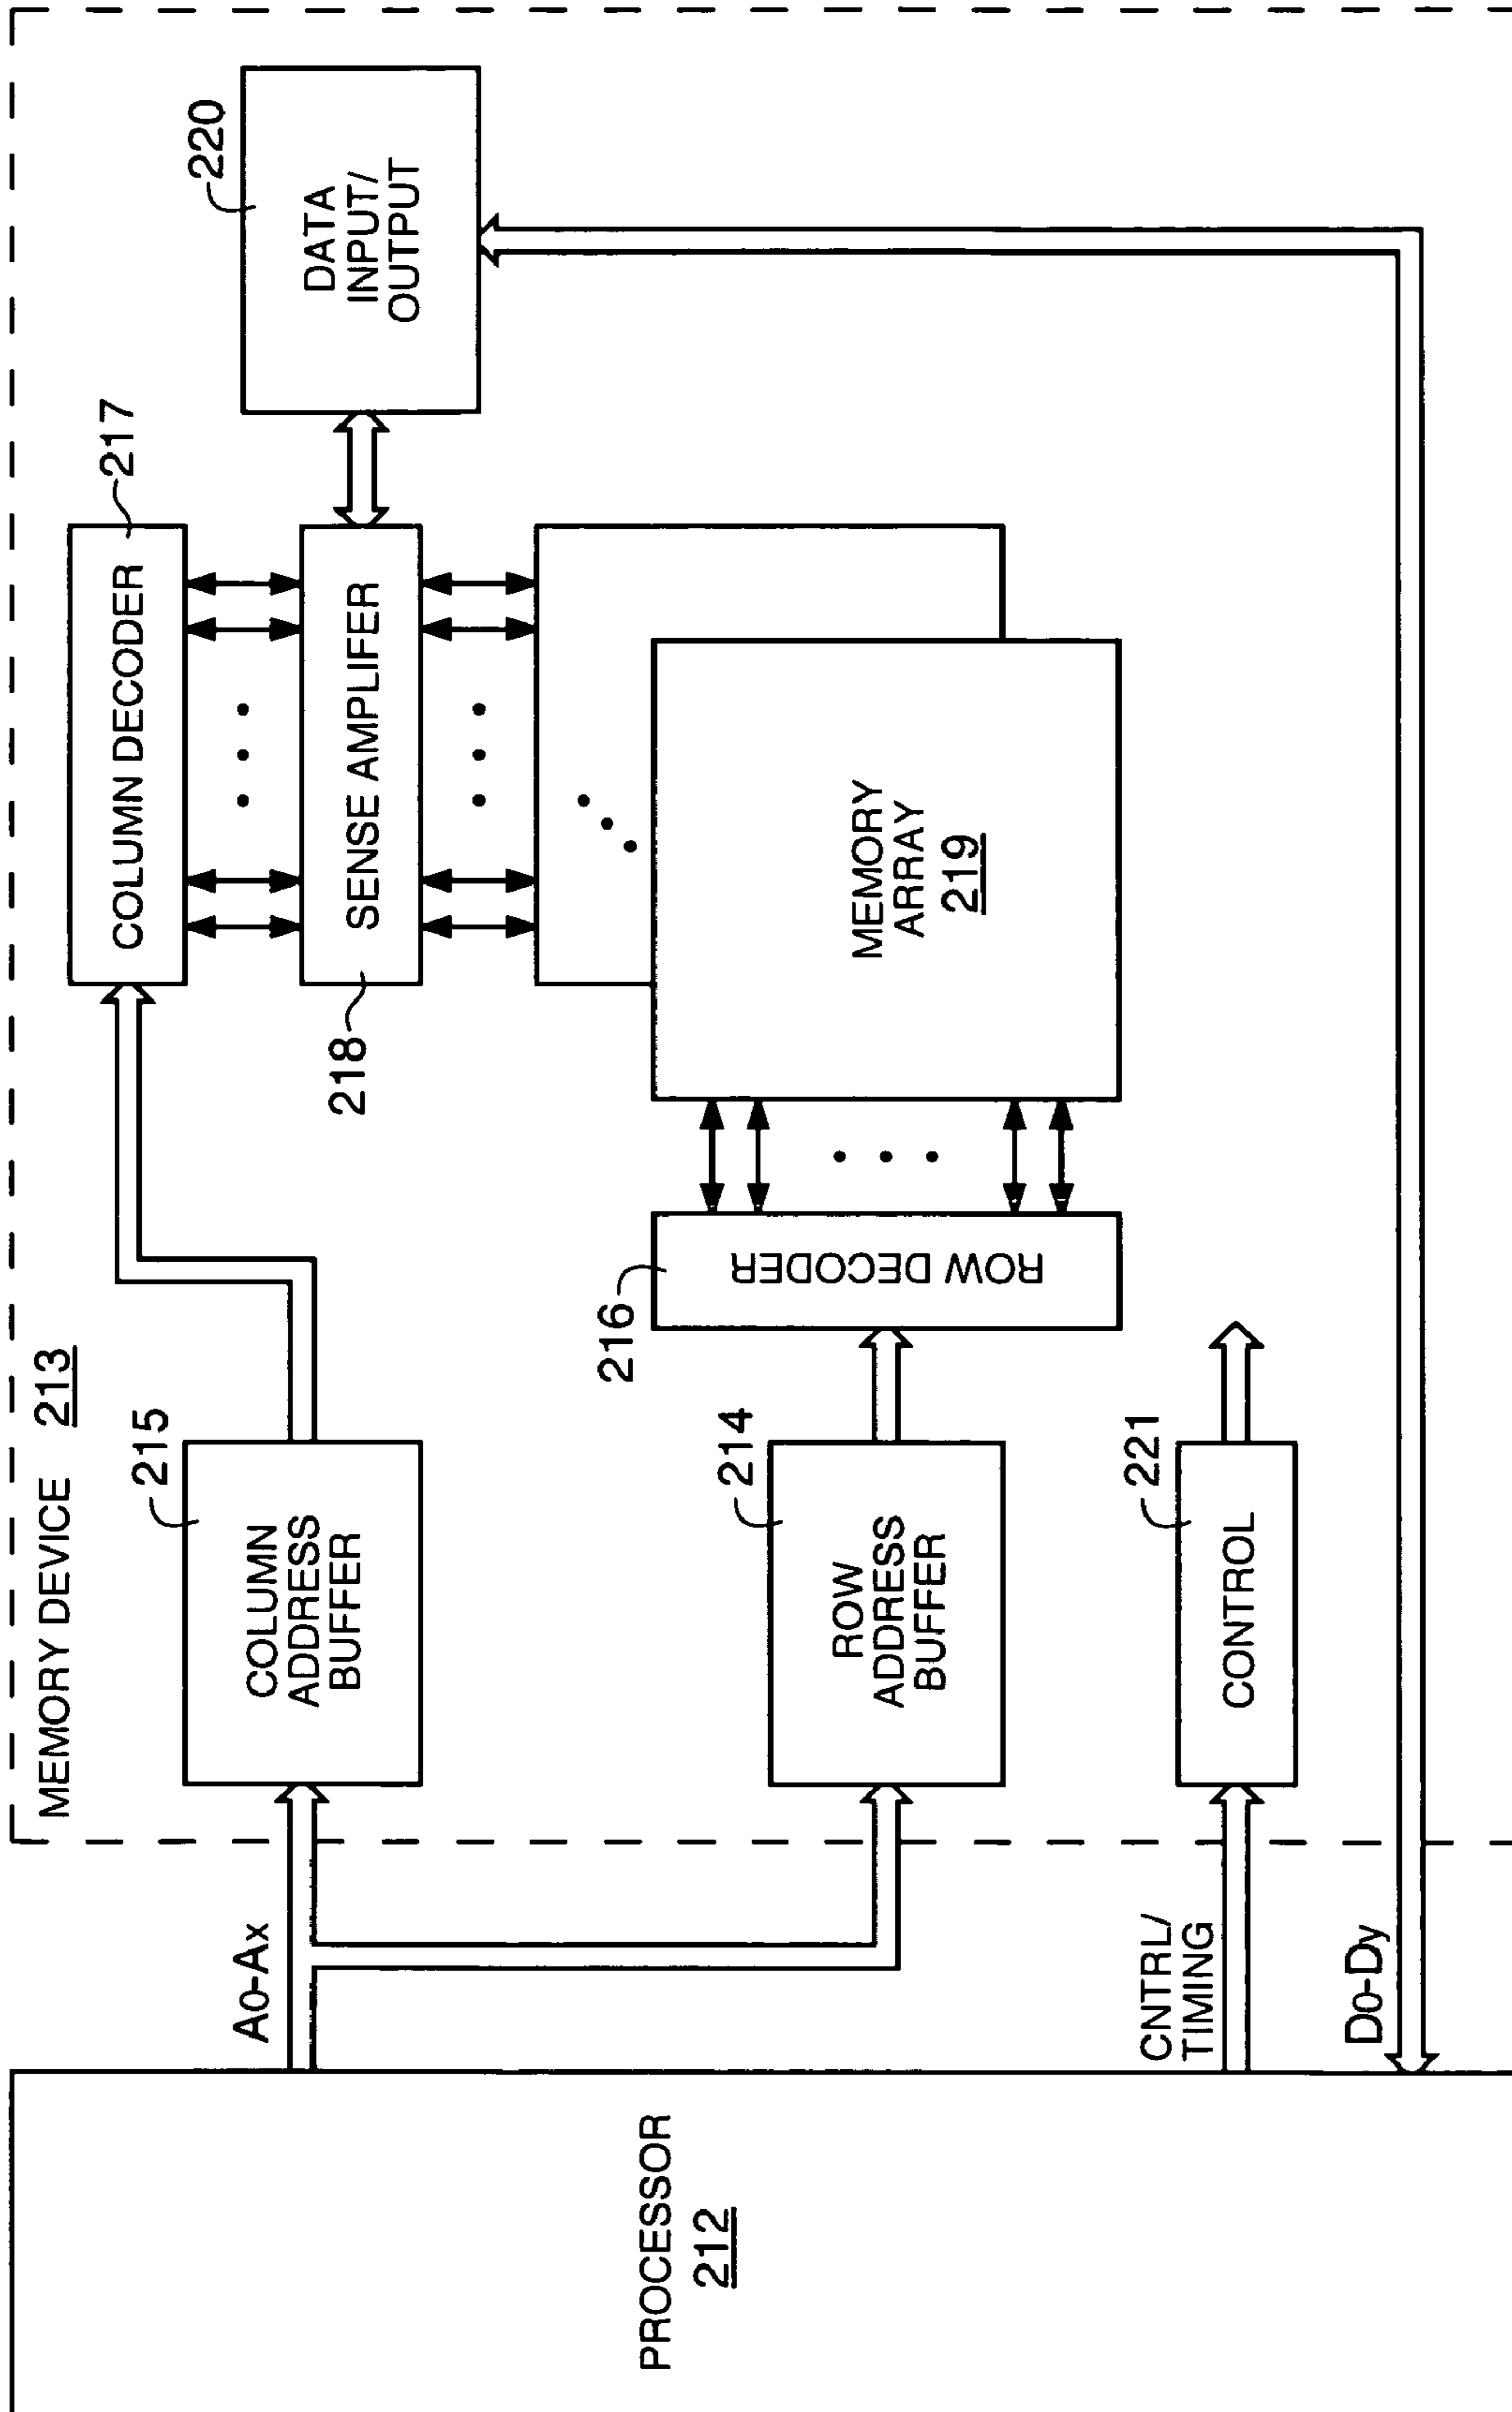 MEMORY DEVICE 213
PROCESSOR
212
A0-Ax
CNTRL/
TIMING
D0-Dy
215
COLUMN
ADDRESS
BUFFER
214
ROW
ADDRESS
BUFFER
221
CONTROL
216
ROW DECODER
217
COLUMN DECODER
218
SENSE AMPLIFER
MEMORY
ARRAY
219
220
DATA
INPUT/
OUTPUT